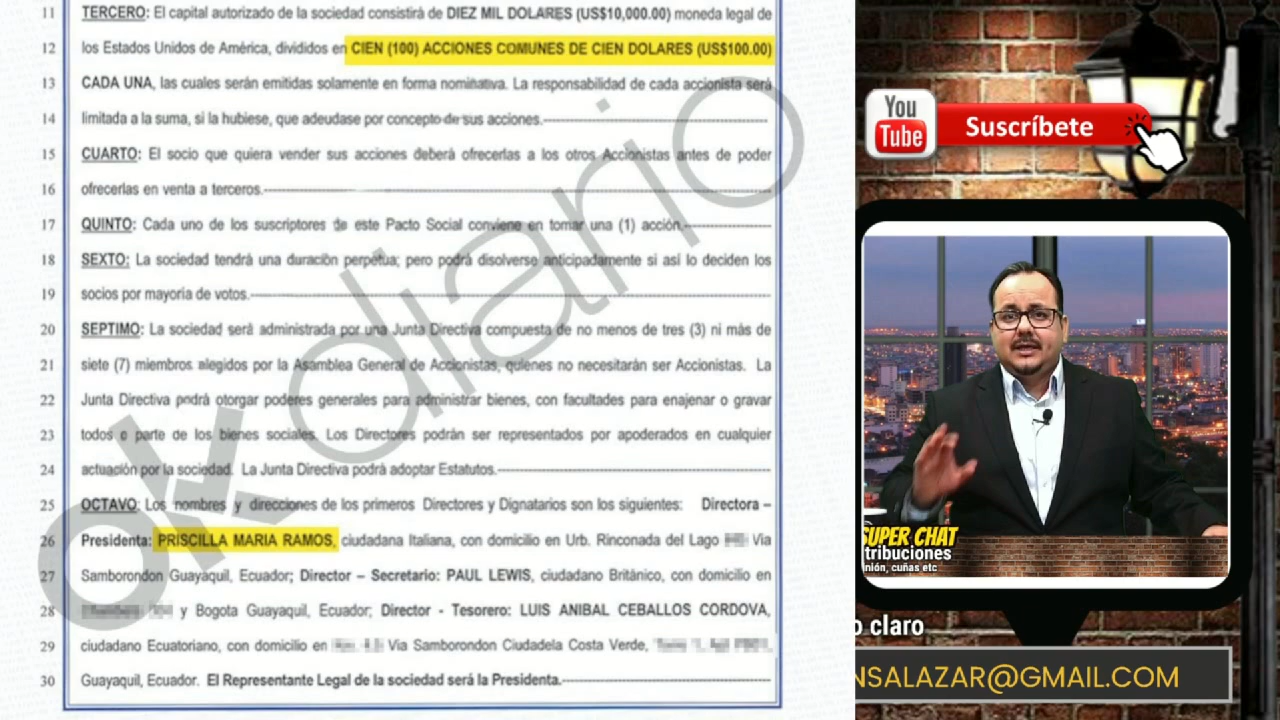 11 TERCERO: El capital autorizado de la sociedad consistirá de DIEZ MIL DOLARES (US$10,000.00) moneda legal de
12 los Estados Unidos de América, divididos en CIEN (100) ACCIONES COMUNES DE CIEN DOLARES (US$100.00)
13 CADA UNA, las cuales serán emitidas solamente en forma nominativa. La responsabilidad de cada accionista será
14 limitada a la suma, si la hubiese, que adeudase por concepto de sus acciones.
15 CUARTO: El socio que quiera vender sus acciones deberá ofrecerlas a los otros Accionistas antes de poder
16 ofrecerlas en venta a terceros.
17 QUINTO: Cada uno de los suscriptores de este Pacto Social conviene en tomar una (1) acción.
18 SEXTO: La sociedad tendrá una duración perpétua; pero podrá disolverse anticipadamente si así lo deciden los
19 socios por mayoría de votos.
20 SEPTIMO: La sociedad será administrada por una Junta Directiva compuesta de no menos de tres (3) ni más de
21 siete (7) miembros elegidos por la Asamblea General de Accionistas, quienes no necesitarán ser Accionistas. La
22 Junta Directiva podrá otorgar poderes generales para administrar bienes, con facultades para enajenar o gravar
23 todos o parte de los bienes sociales. Los Directores podrán ser representados por apoderados en cualquier
24 actuación por la sociedad. La Junta Directiva podrá adoptar Estatutos.
25 OCTAVO: Los nombres y direcciones de los primeros Directores y Dignatarios son los siguientes: Directora –
26 Presidenta: PRISCILLA MARIA RAMOS, ciudadana Italiana, con domicilio en Urb. Rinconada del Lago Via
27 Samborondon Guayaquil, Ecuador; Director – Secretario: PAUL LEWIS, ciudadano Británico, con domicilio en
28 y Bogota Guayaquil, Ecuador; Director - Tesorero: LUIS ANIBAL CEBALLOS CORDOVA,
29 ciudadano Ecuatoriano, con domicilio en Via Samborondon Ciudadela Costa Verde,
30 Guayaquil, Ecuador. El Representante Legal de la sociedad será la Presidenta.
okdiario
You
Tube
Suscríbete
SUPER CHAT
tribuciones
nión, cuñas etc
o claro
NSALAZAR@GMAIL.COM